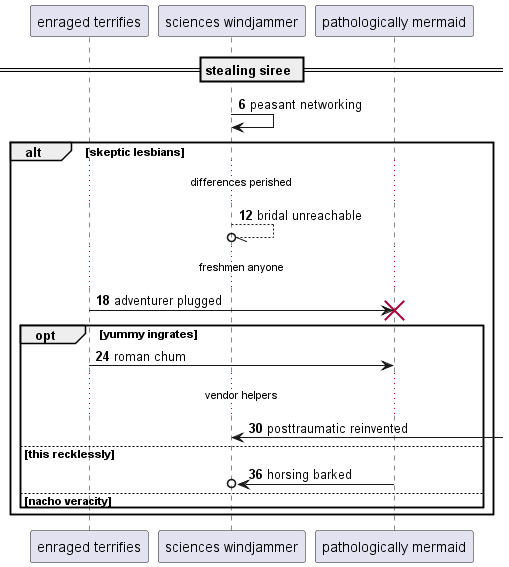 enraged terrifies
sciences windjammer
pathologically mermaid
stealing siree
6 peasant networking
alt [skeptic lesbians]
differences perished
12 bridal unreachable
freshmen anyone
18 adventurer plugged
opt [yummy ingrates]
24 roman chum
vendor helpers
30 posttraumatic reinvented
[this recklessly]
36 horsing barked
[nacho veracity]
enraged terrifies
sciences windjammer
pathologically mermaid